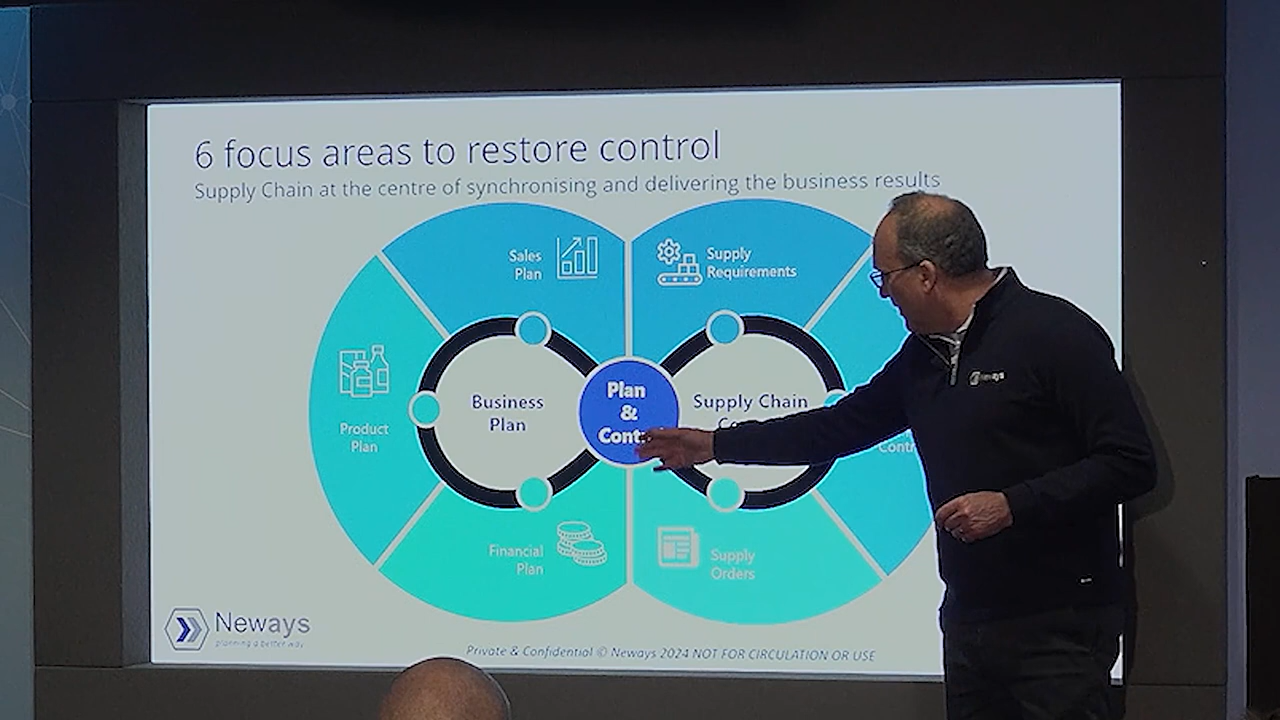 6 focus areas to restore control
Supply Chain at the centre of synchronising and delivering the business results
Sales
Plan
Supply
Requirements
Product
Plan
Business
Plan
Plan
&
Supply Chain
Financial
Plan
Supply
Orders
Neways
planning a better way
Private & Confidential © Neways 2024 NOT FOR CIRCULATION OR USE
Neways